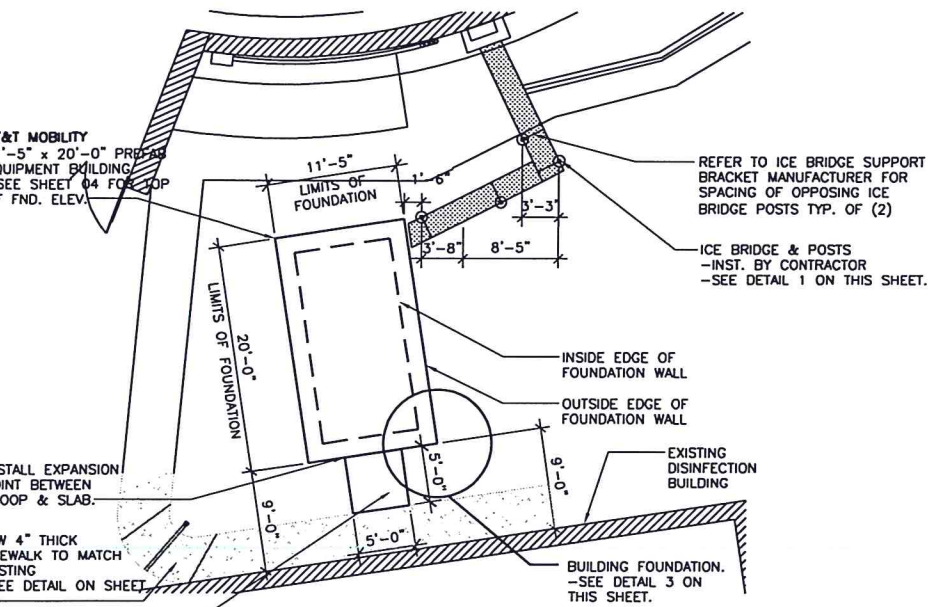 T&T MOBILITY
'-5" x 20'-0" PREFAB
QUIPMENT BUILDING
SEE SHEET 04 FOR TOP
F FND. ELEV.
11'-5"
LIMITS OF
FOUNDATION
1'-6"
3'-3"
3'-8"
8'-5"
REFER TO ICE BRIDGE SUPPORT
BRACKET MANUFACTURER FOR
SPACING OF OPPOSING ICE
BRIDGE POSTS TYP. OF (2)
ICE BRIDGE & POSTS
-INST. BY CONTRACTOR
-SEE DETAIL 1 ON THIS SHEET.
20'-0"
LIMITS OF FOUNDATION
INSIDE EDGE OF
FOUNDATION WALL
OUTSIDE EDGE OF
FOUNDATION WALL
STALL EXPANSION
OINT BETWEEN
OOP & SLAB.
5'-0"
9'-0"
9'-0"
5'-0"
EXISTING
DISINFECTION
BUILDING
W 4" THICK
EWALK TO MATCH
ISTING
EE DETAIL ON SHEET
BUILDING FOUNDATION.
-SEE DETAIL 3 ON
THIS SHEET.